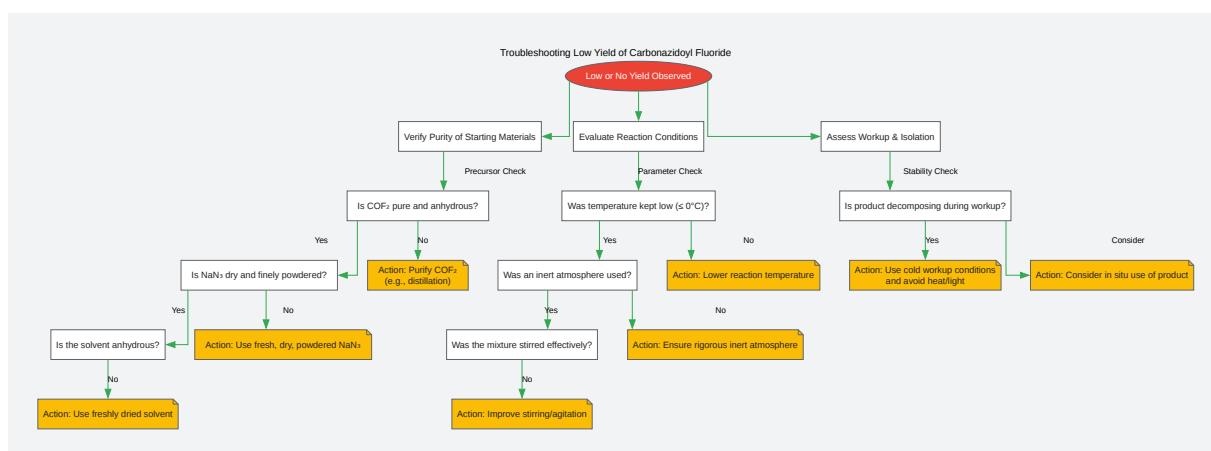 Troubleshooting Low Yield of Carbonazidoyl Fluoride
Low or No Yield Observed
Verify Purity of Starting Materials
Evaluate Reaction Conditions
Assess Workup & Isolation
Precursor Check
Parameter Check
Stability Check
Is COF₂ pure and anhydrous?
Was temperature kept low (≤ 0°C)?
Is product decomposing during workup?
Yes
No
Yes
No
Yes
Consider
Is NaN₃ dry and finely powdered?
Action: Purify COF₂
(e.g., distillation)
Was an inert atmosphere used?
Action: Lower reaction temperature
Action: Use cold workup conditions
and avoid heat/light
Action: Consider in situ use of product
Yes
No
Yes
No
Is the solvent anhydrous?
Action: Use fresh, dry, powdered NaN₃
Was the mixture stirred effectively?
Action: Ensure rigorous inert atmosphere
No
No
Action: Use freshly dried solvent
Action: Improve stirring/agitation